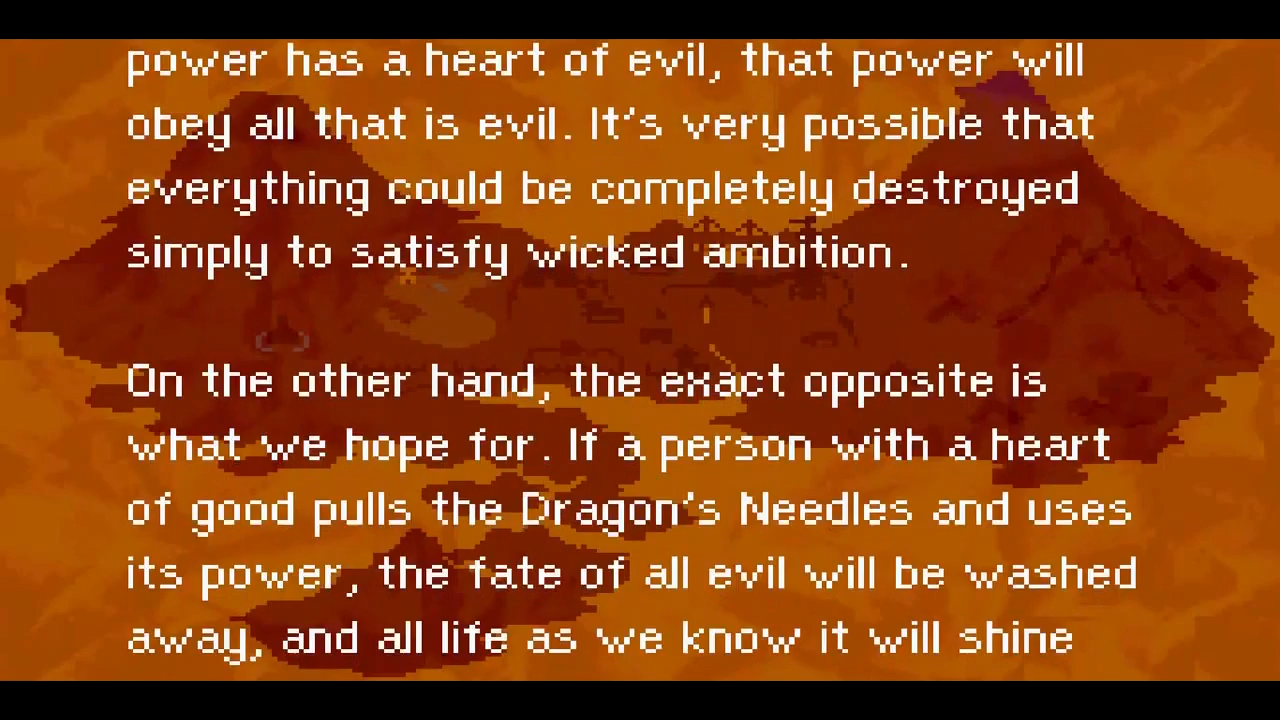 power has a heart of evil, that power will
obey all that is evil. It's very possible that
everything could be completely destroyed
simply to satisfy wicked ambition.
On the other hand, the exact opposite is
what we hope for. If a person with a heart
of good pulls the Dragon's Needles and uses
its power, the fate of all evil will be washed
away, and all life as we know it will shine